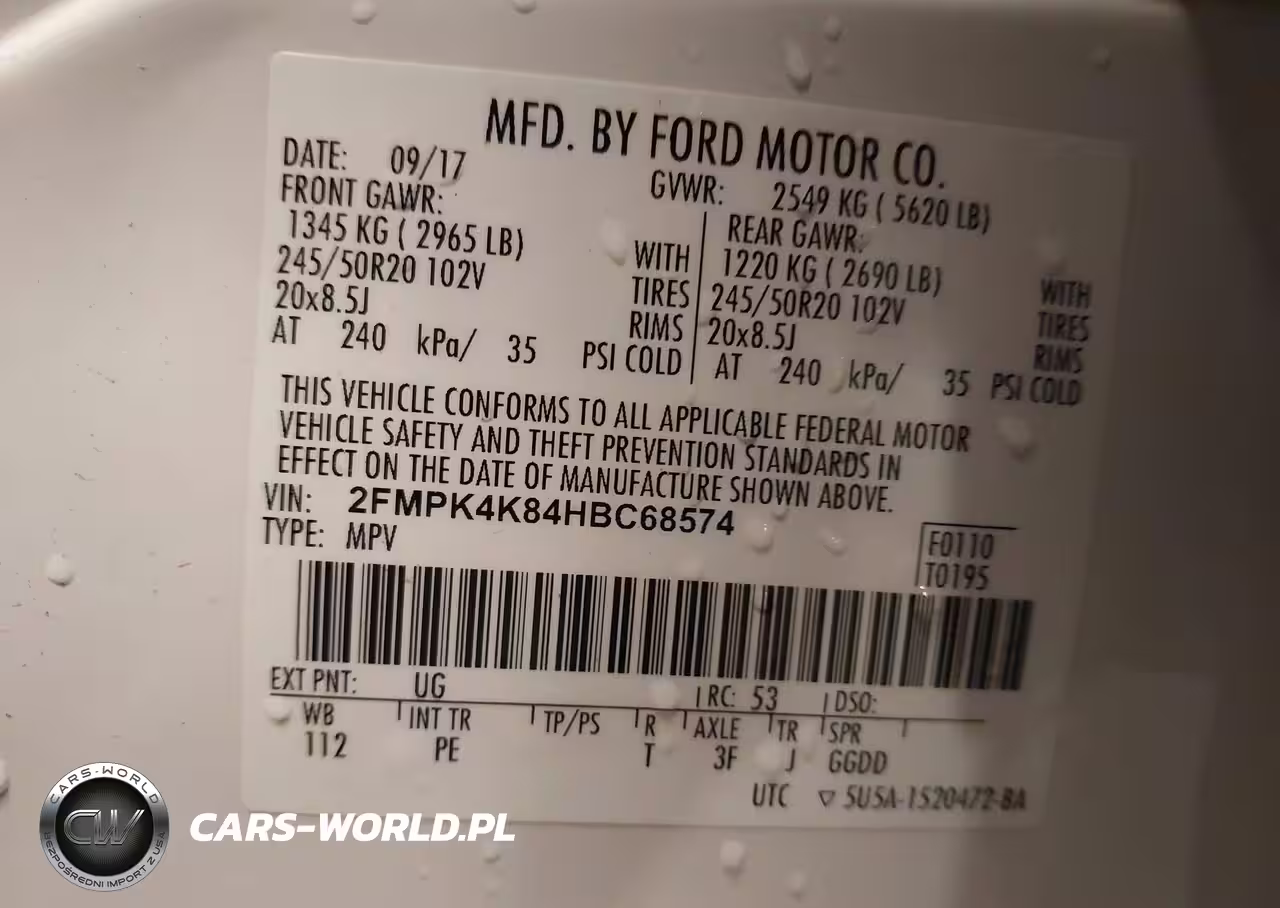 MFD. BY FORD MOTOR CO.
DATE: 09/17
GVWR: 2549 KG ( 5620 LB)
FRONT GAWR:
1345 KG ( 2965 LB) WITH
245/50R20 102V TIRES
20x8.5J RIMS
AT 240 kPa/ 35 PSI COLD
REAR GAWR:
1220 KG ( 2690 LB) WITH
245/50R20 102V TIRES
20x8.5J RIMS
AT 240 kPa/ 35 PSI COLD
THIS VEHICLE CONFORMS TO ALL APPLICABLE FEDERAL MOTOR
VEHICLE SAFETY AND THEFT PREVENTION STANDARDS IN
EFFECT ON THE DATE OF MANUFACTURE SHOWN ABOVE.
VIN: 2FMPK4K84HBC68574
TYPE: MPV
F0110
T0195
EXT PNT: UG RC: 53 DSO:
WB INT TR TP/PS R AXLE TR SPR
112 PE T 3F J GGDD
UTC ▽ 5U5A-1520472-BA
CARS-WORLD
CW
BEZPOŚREDNI IMPORT Z USA
CARS-WORLD.PL